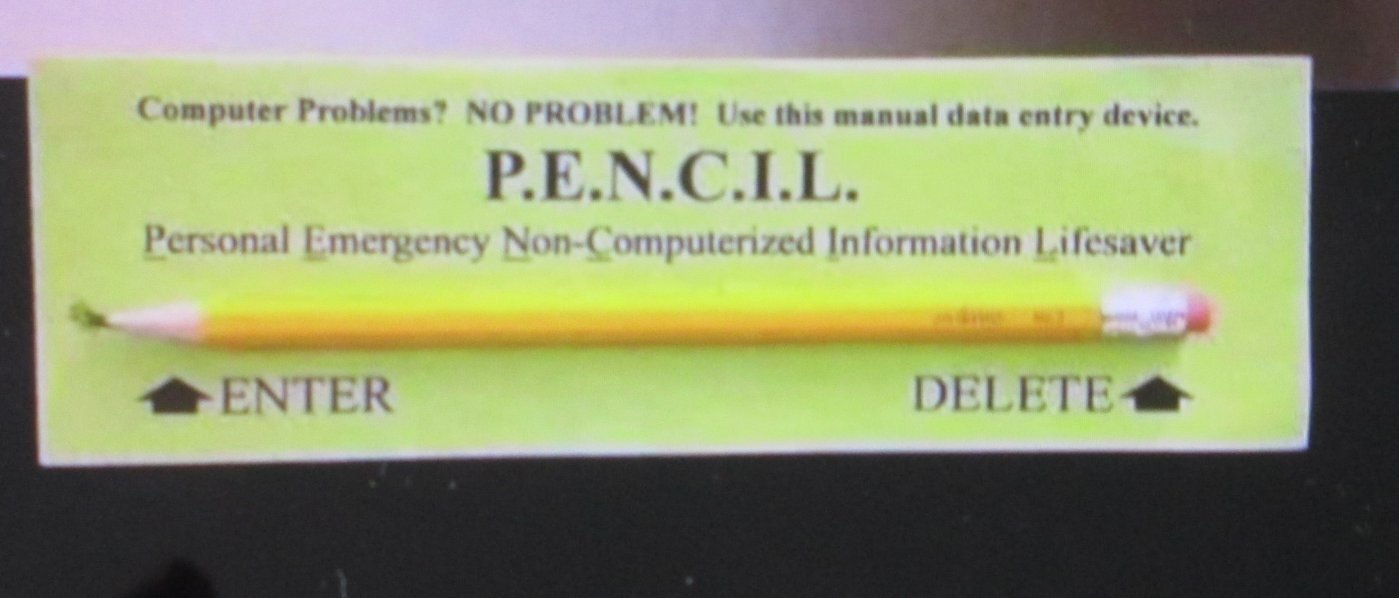 Computer Problems? NO PROBLEM! Use this manual data entry device.
P.E.N.C.I.L.
Personal Emergency Non-Computerized Information Lifesaver
ENTER
DELETE